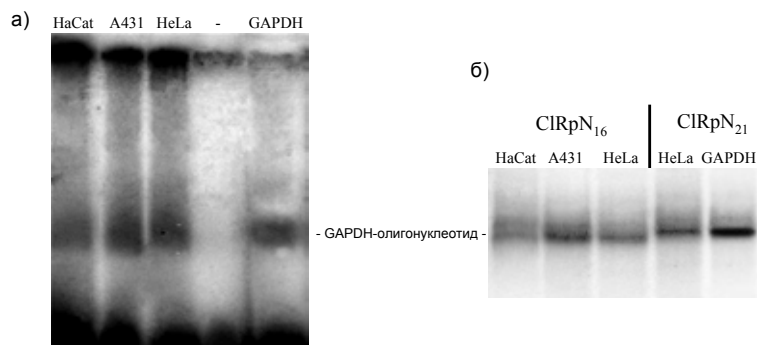 а)
HaCat A431 HeLa - GAPDH
- GAPDH-олигонуклеотид -
б)
ClRpN16 ClRpN21
HaCat A431 HeLa HeLa GAPDH